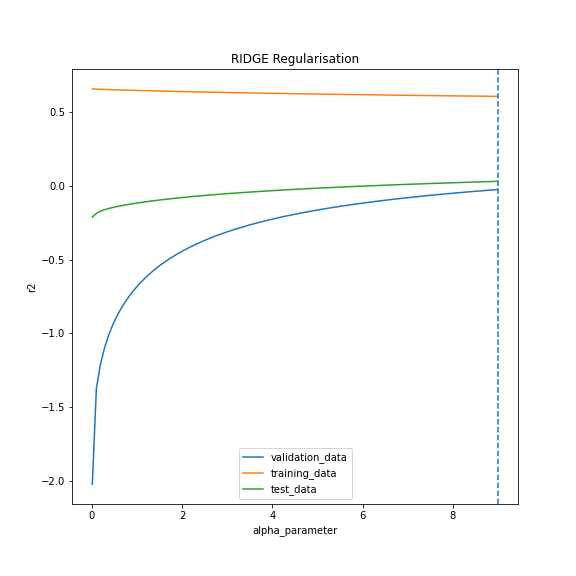 RIDGE Regularisation
r2
0.5
0.0
−0.5
−1.0
−1.5
−2.0
validation_data
training_data
test_data
0 2 4 6 8
alpha_parameter